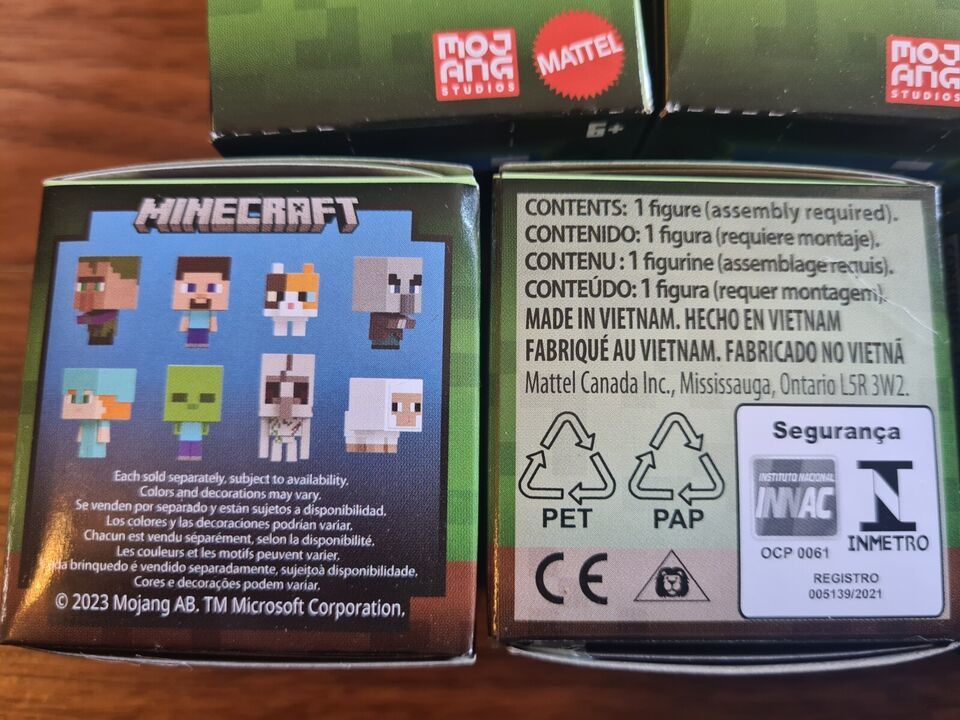 MOJ
ANG
STUDIOS
MATTEL
6+
MOJ
ANG
STUDIOS
MINECRAFT
Each sold separately, subject to availability.
Colors and decorations may vary.
Se venden por separado y están sujetos a disponibilidad.
Los colores y las decoraciones podrían variar.
Chacun est vendu séparément, selon la disponibilité.
Les couleurs et les motifs peuvent varier.
brinquedo é vendido separadamente, sujeitoà disponibilidade.
Cores e decorações podem variar.
© 2023 Mojang AB. TM Microsoft Corporation.
CONTENTS: 1 figure (assembly required).
CONTENIDO: 1 figura (requiere montaje).
CONTENU : 1 figurine (assemblage requis).
CONTEÚDO: 1 figura (requer montagem).
MADE IN VIETNAM. HECHO EN VIETNAM
FABRIQUÉ AU VIETNAM. FABRICADO NO VIETNÃ
Mattel Canada Inc., Mississauga, Ontario L5R 3W2.
PET
PAP
CE
Segurança
INSTITUTO NACIONAL
INNAC
OCP 0061
INMETRO
REGISTRO
005139/2021